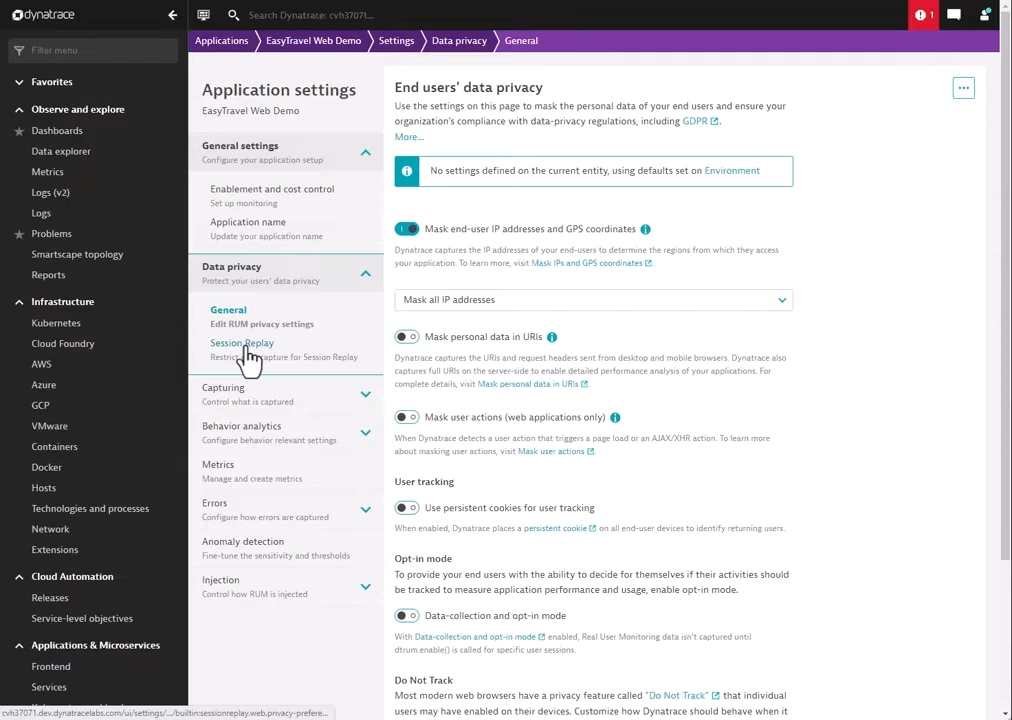 dynatrace
Search Dynatrace: cvh37071...
1
Filter menu
Applications
EasyTravel Web Demo
Settings
Data privacy
General
Favorites
Observe and explore
Dashboards
Data explorer
Metrics
Logs (v2)
Logs
Problems
Smartscape topology
Reports
Infrastructure
Kubernetes
Cloud Foundry
AWS
Azure
GCP
VMware
Containers
Docker
Hosts
Technologies and processes
Network
Extensions
Cloud Automation
Releases
Service-level objectives
Applications & Microservices
Frontend
Services
cvh37071.dev.dynatracelabs.com/ui/settings/.../builtin:sessionreplay.web.privacy-prefere...
Application settings
EasyTravel Web Demo
General settings
Configure your application setup
Enablement and cost control
Set up monitoring
Application name
Update your application name
Data privacy
Protect your users' data privacy
General
Edit RUM privacy settings
Session Replay
Restrict capture for Session Replay
Capturing
Control what is captured
Behavior analytics
Configure behavior relevant settings
Metrics
Manage and create metrics
Errors
Configure how errors are captured
Anomaly detection
Fine-tune the sensitivity and thresholds
Injection
Control how RUM is injected
End users' data privacy
Use the settings on this page to mask the personal data of your end users and ensure your
organization's compliance with data-privacy regulations, including GDPR.
More...
No settings defined on the current entity, using defaults set on Environment
Mask end-user IP addresses and GPS coordinates
Dynatrace captures the IP addresses of your end-users to determine the regions from which they access
your application. To learn more, visit Mask IPs and GPS coordinates.
Mask all IP addresses
Mask personal data in URIs
Dynatrace captures the URIs and request headers sent from desktop and mobile browsers. Dynatrace also
captures full URIs on the server-side to enable detailed performance analysis of your applications. For
complete details, visit Mask personal data in URIs.
Mask user actions (web applications only)
When Dynatrace detects a user action that triggers a page load or an AJAX/XHR action. To learn more
about masking user actions, visit Mask user actions.
User tracking
Use persistent cookies for user tracking
When enabled, Dynatrace places a persistent cookie on all end-user devices to identify returning users.
Opt-in mode
To provide your end users with the ability to decide for themselves if their activities should
be tracked to measure application performance and usage, enable opt-in mode.
Data-collection and opt-in mode
With Data-collection and opt-in mode enabled, Real User Monitoring data isn't captured until
dtrum.enable() is called for specific user sessions.
Do Not Track
Most modern web browsers have a privacy feature called "Do Not Track" that individual
users may have enabled on their devices. Customize how Dynatrace should behave when it